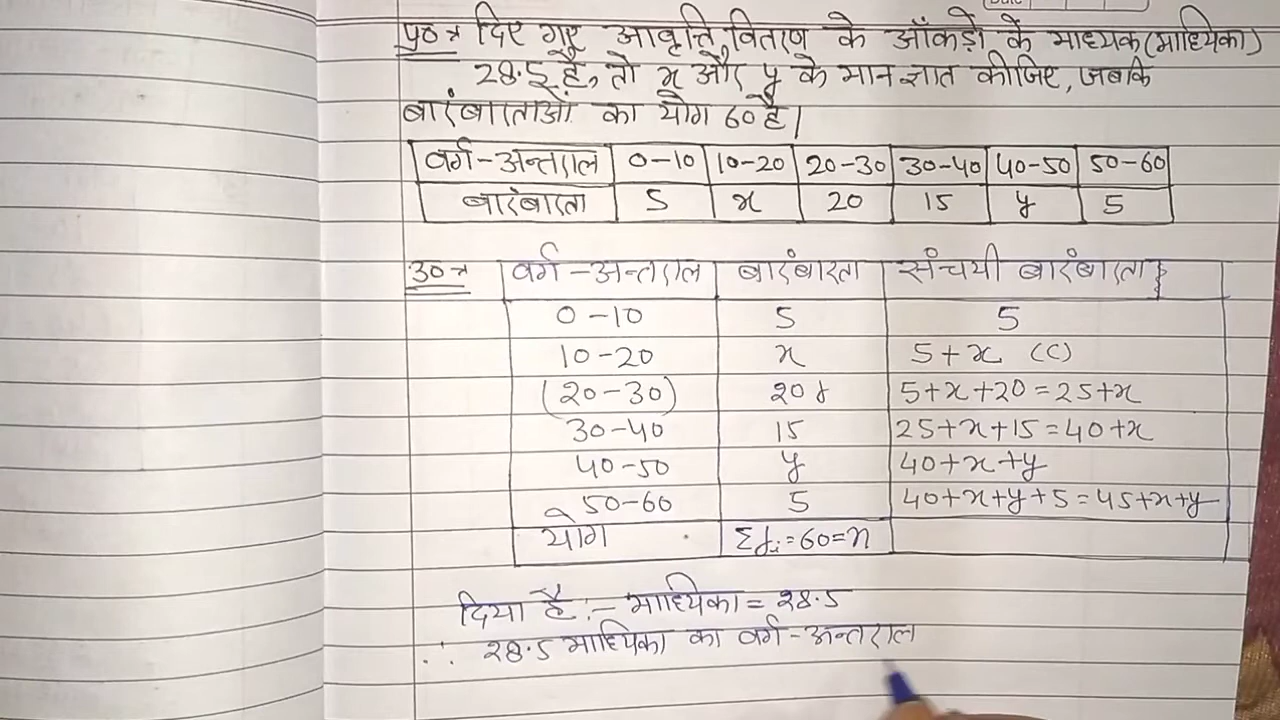 प्र०→ दिए गए आवृत्ति वितरण के आँकड़ो के माध्यक(माध्यिका)
28.5 है, तो x और y के मान ज्ञात कीजिए, जबकि
बारंबारताओं का योग 60 है।
वर्ग-अन्तराल 0-10 10-20 20-30 30-40 40-50 50-60
बारंबारता 5 x 20 15 y 5
उ०→ वर्ग-अन्तराल बारंबारता संचयी बारंबारता
0-10 5 5
10-20 x 5+x (C)
(20-30) 20 f 5+x+20=25+x
30-40 15 25+x+15=40+x
40-50 y 40+x+y
50-60 5 40+x+y+5=45+x+y
योग Σfi=60=n
दिया है:- माध्यिका = 28.5
∴ 28.5 माध्यिका का वर्ग-अन्तराल